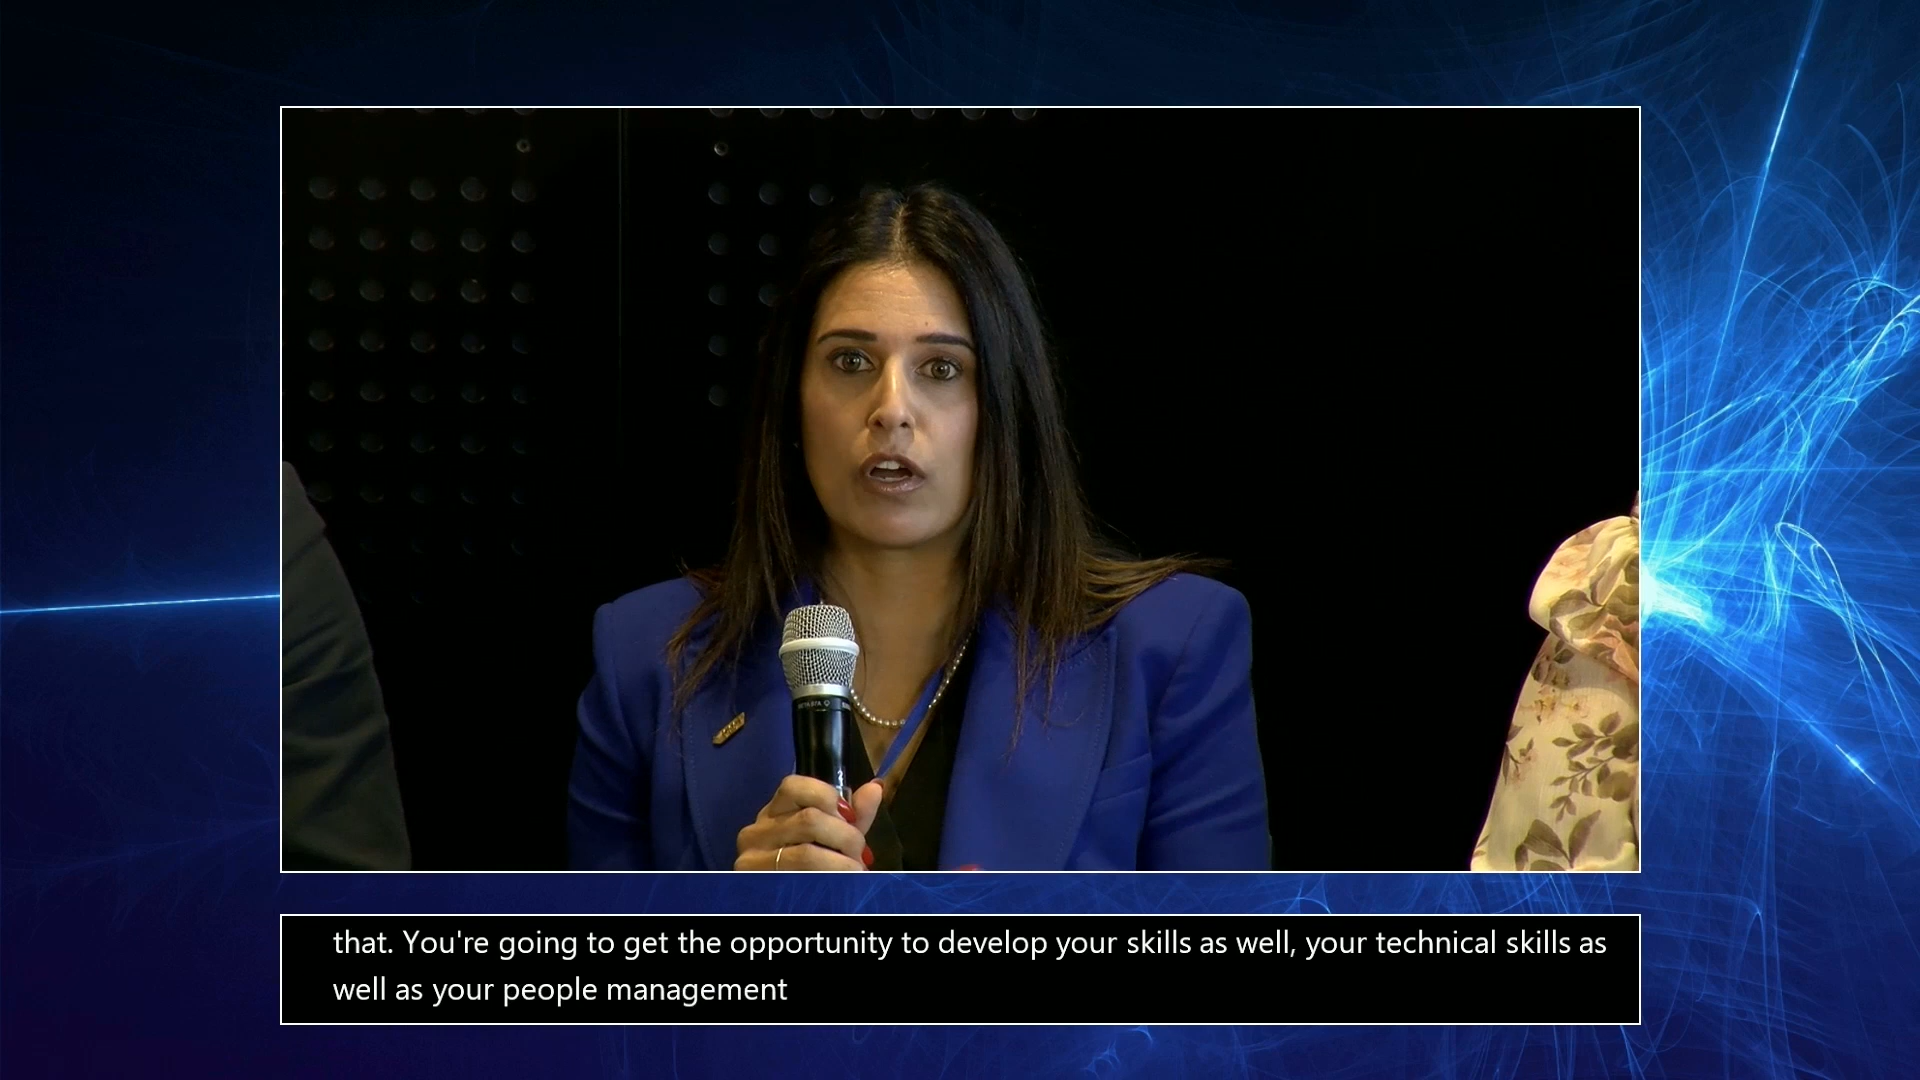 that. You're going to get the opportunity to develop your skills as well, your technical skills as
well as your people management